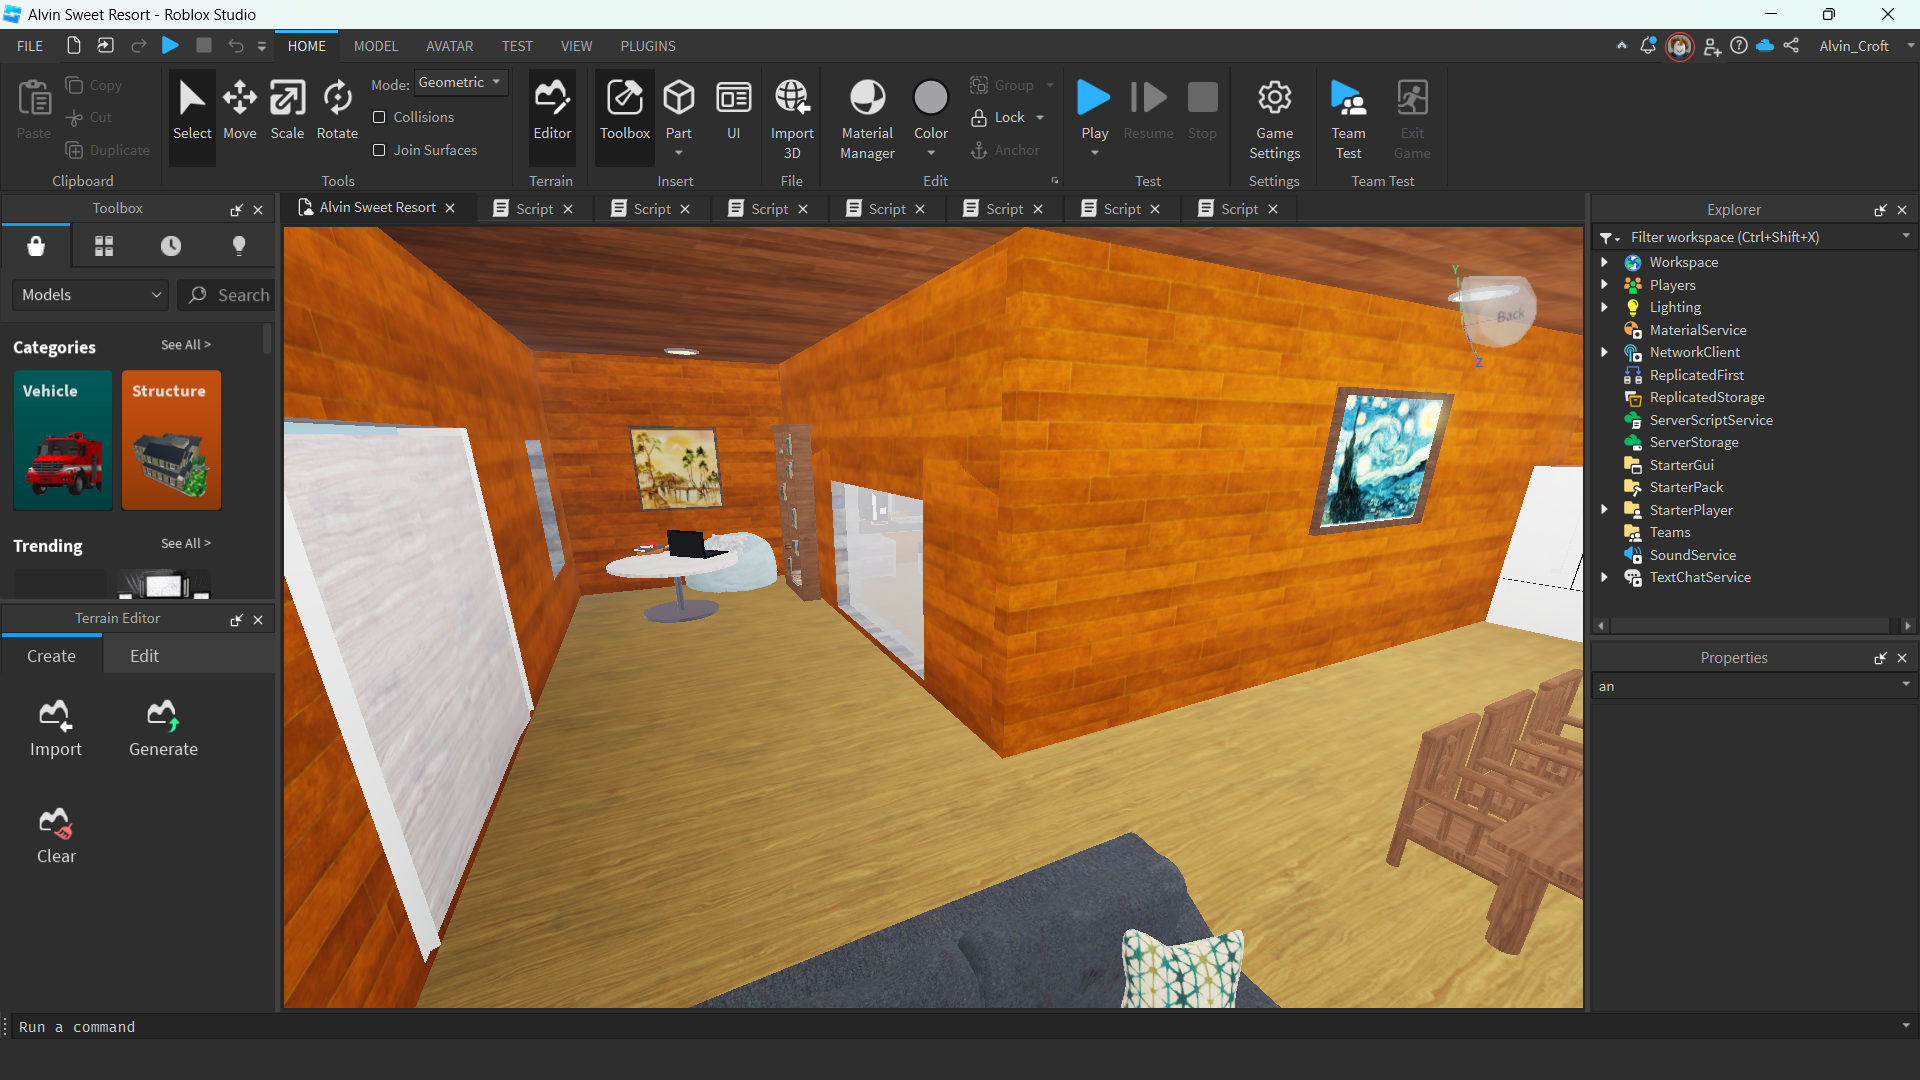 Alvin Sweet Resort - Roblox Studio
FILE HOME MODEL AVATAR TEST VIEW PLUGINS Alvin_Croft
Paste
Copy
Cut
Duplicate
Clipboard
Select Move Scale Rotate
Mode: Geometric
Collisions
Join Surfaces
Tools
Editor
Terrain
Toolbox Part UI
Insert
Import
3D
File
Material
Manager
Color
Group
Lock
Anchor
Edit
Play Resume Stop
Test
Game
Settings
Settings
Team
Test
Exit
Game
Team Test
Toolbox
Alvin Sweet Resort
Script
Script
Script
Script
Script
Script
Script
Models
Search
Categories See All >
Vehicle
Structure
Trending See All >
Terrain Editor
Create Edit
Import Generate
Clear
Y
Back
Z
Explorer
Filter workspace (Ctrl+Shift+X)
Workspace
Players
Lighting
MaterialService
NetworkClient
ReplicatedFirst
ReplicatedStorage
ServerScriptService
ServerStorage
StarterGui
StarterPack
StarterPlayer
Teams
SoundService
TextChatService
Properties
an
Run a command